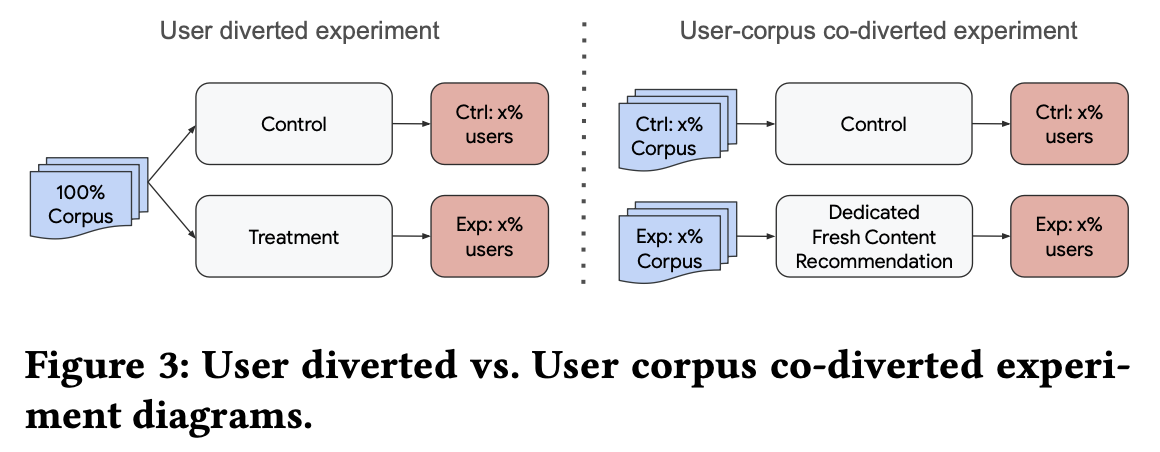 User diverted experiment
100%
Corpus
Control
Ctrl: x%
users
Treatment
Exp: x%
users
User-corpus co-diverted experiment
Ctrl: x%
Corpus
Control
Ctrl: x%
users
Exp: x%
Corpus
Dedicated
Fresh Content
Recommendation
Exp: x%
users
Figure 3: User diverted vs. User corpus co-diverted experi-
ment diagrams.